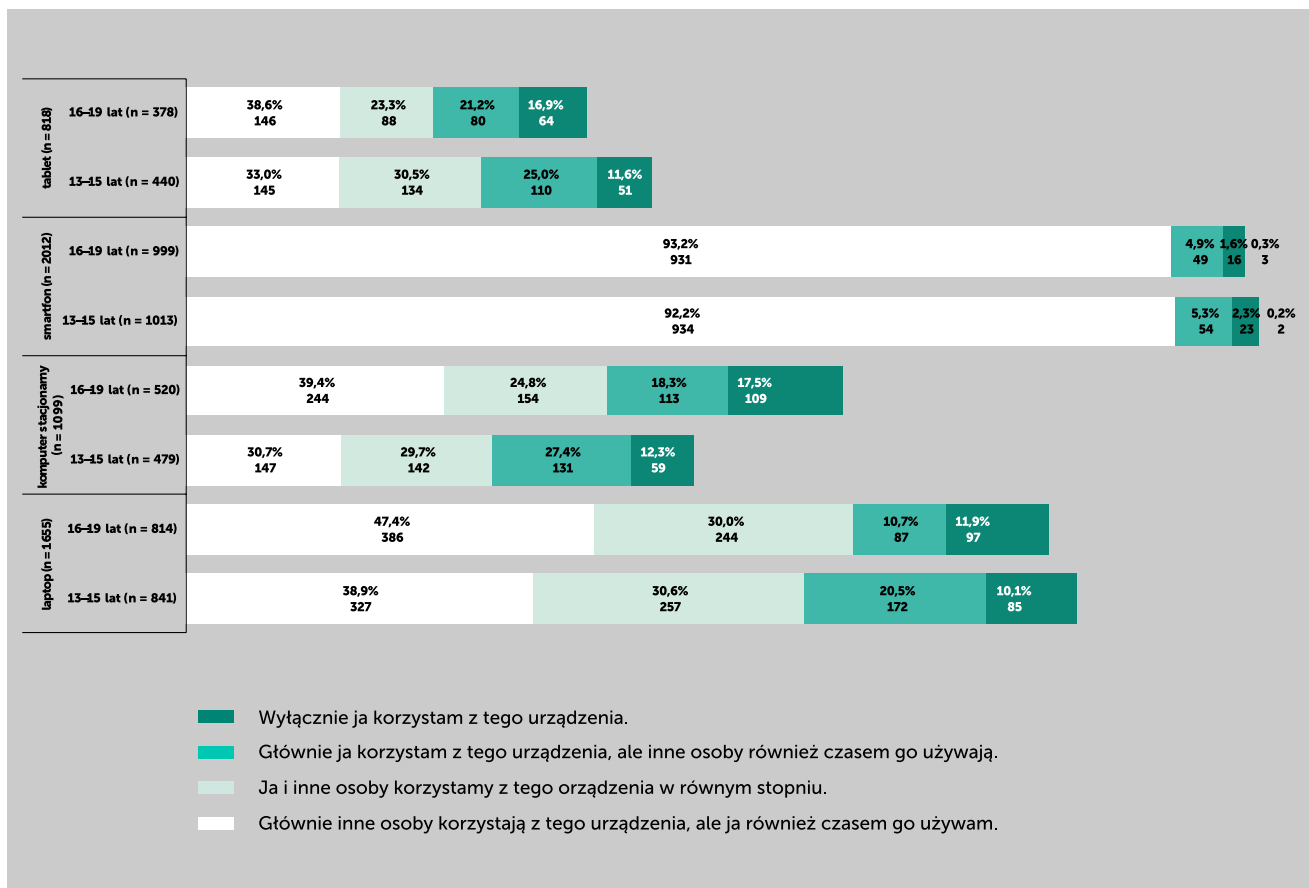 tablet (n = 818)
16–19 lat (n = 378)
38,6% 23,3% 21,2% 16,9%
146 88 80 64
13–15 lat (n = 440)
33,0% 30,5% 25,0% 11,6%
145 134 110 51
smartfon (n = 2012)
16–19 lat (n = 999)
93,2% 4,9% 1,6% 0,3%
931 49 16 3
13–15 lat (n = 1013)
92,2% 5,3% 2,3% 0,2%
934 54 23 2
komputer stacjonarny
(n = 1099)
16–19 lat (n = 520)
39,4% 24,8% 18,3% 17,5%
244 154 113 109
13–15 lat (n = 479)
30,7% 29,7% 27,4% 12,3%
147 142 131 59
laptop (n = 1655)
16–19 lat (n = 814)
47,4% 30,0% 10,7% 11,9%
386 244 87 97
13–15 lat (n = 841)
38,9% 30,6% 20,5% 10,1%
327 257 172 85
Wyłącznie ja korzystam z tego urządzenia.
Głównie ja korzystam z tego urządzenia, ale inne osoby również czasem go używają.
Ja i inne osoby korzystamy z tego orządzenia w równym stopniu.
Głównie inne osoby korzystają z tego urządzenia, ale ja również czasem go używam.